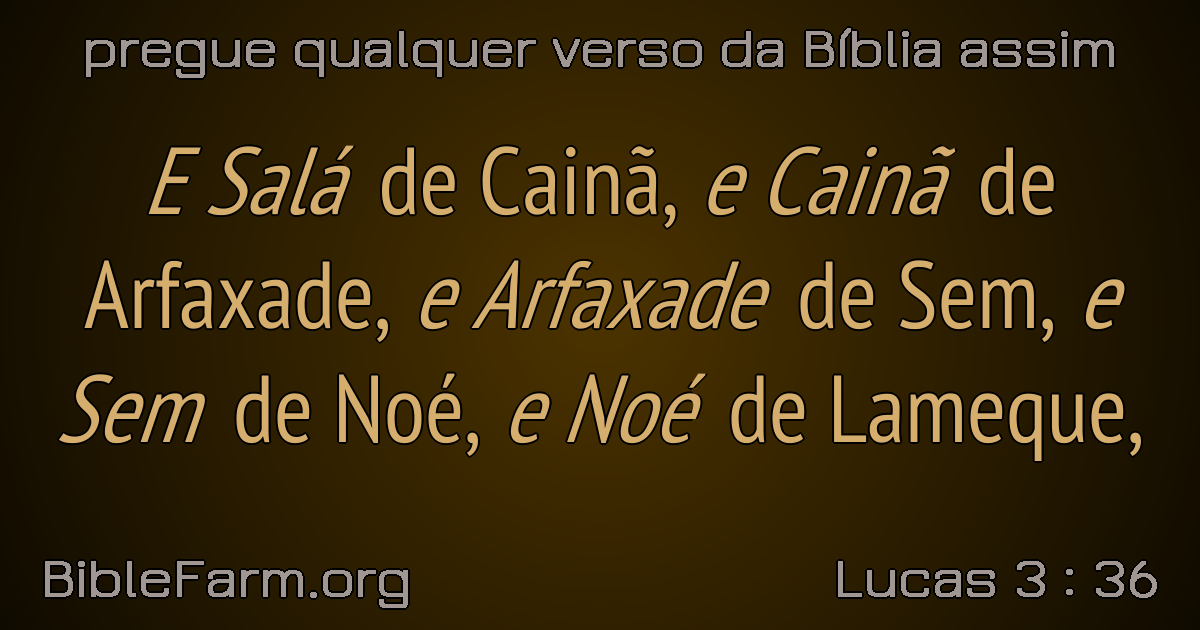 pregue qualquer verso da Bíblia assim
E Salá de Cainã, e Cainã de
Arfaxade, e Arfaxade de Sem, e
Sem de Noé, e Noé de Lameque,
BibleFarm.org
Lucas 3 : 36